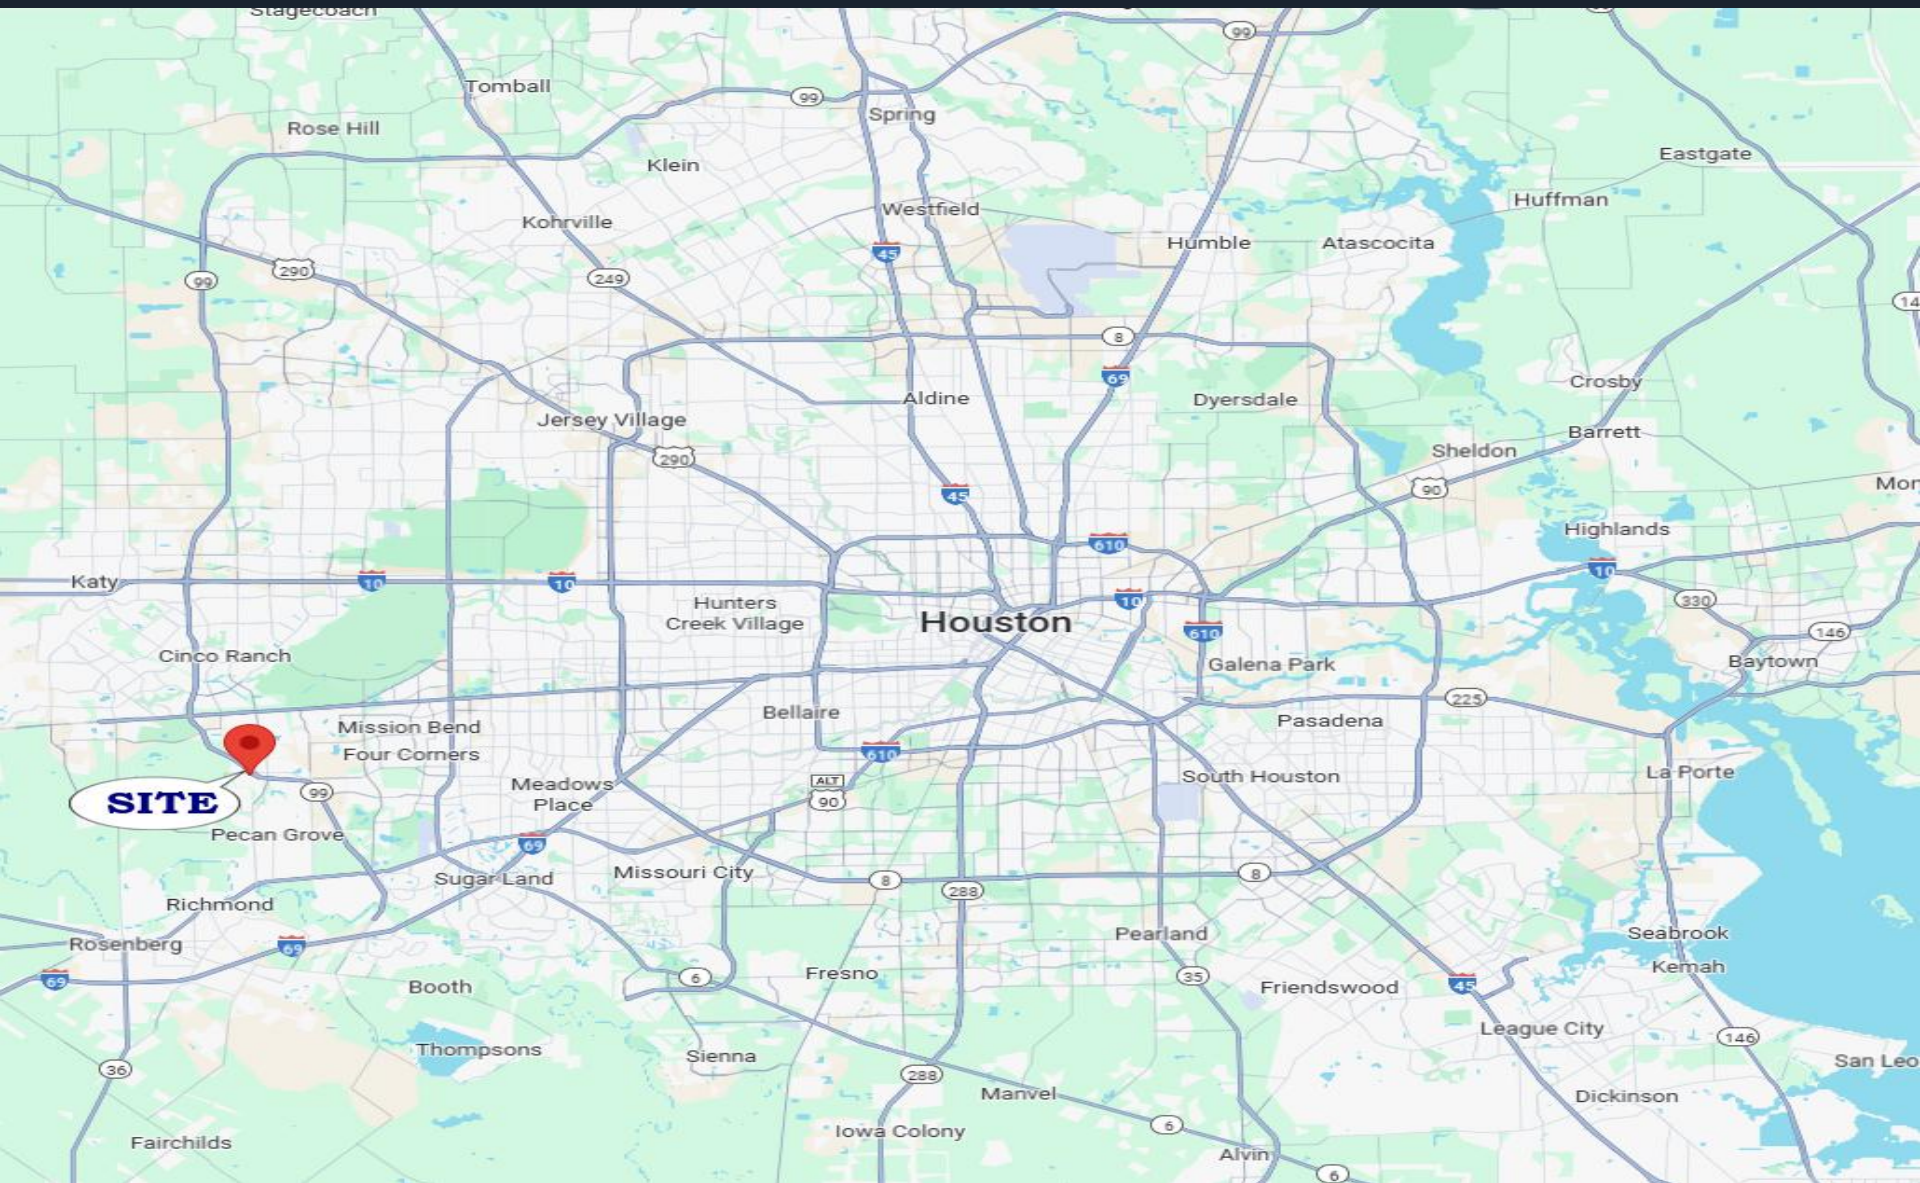 Stagecoach
99
Tomball
99
Spring
Rose Hill
Klein
Eastgate
Huffman
Westfield
Kohrville
Humble
Atascocita
45
290
249
99
14
8
69
Aldine
Dyersdale
Crosby
Jersey Village
Barrett
290
Sheldon
90
Mon
45
Highlands
610
Katy
10
10
10
10
330
Hunters
Creek Village
Houston
610
146
Cinco Ranch
Galena Park
Baytown
225
Mission Bend
Bellaire
Pasadena
Four Corners
610
La Porte
South Houston
Meadows
Place
ALT
90
99
SITE
Pecan Grove
69
Missouri City
Sugar Land
8
8
288
Richmond
Rosenberg
69
Pearland
Seabrook
Kemah
69
Booth
6
Fresno
35
Friendswood
45
League City
146
Thompsons
Sienna
San Leo
36
288
Manvel
Dickinson
6
Iowa Colony
Fairchilds
Alvin
6